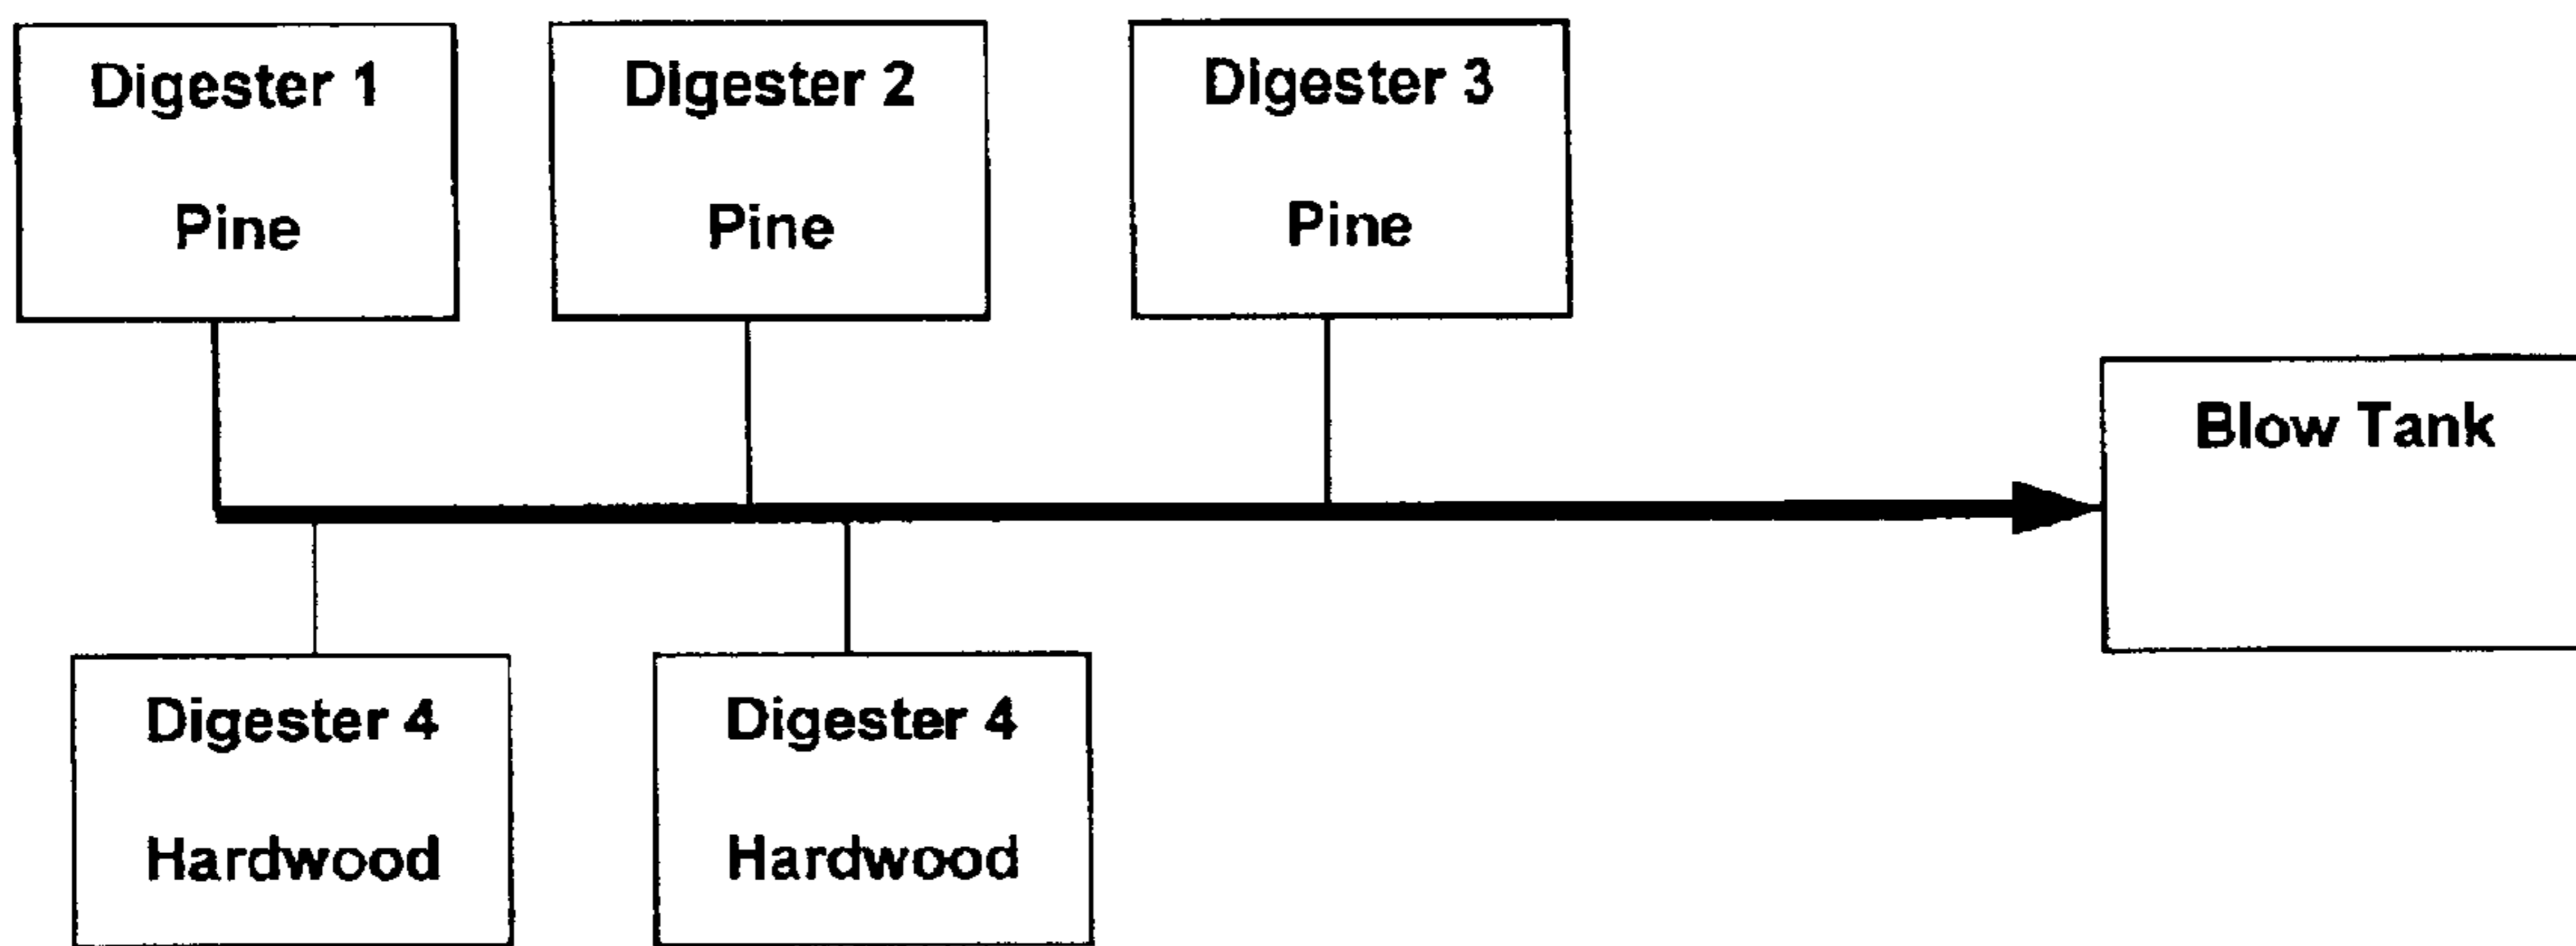 Digester 1
Pine
Digester 2
Pine
Digester 3
Pine
Blow Tank
Digester 4
Hardwood
Digester 4
Hardwood